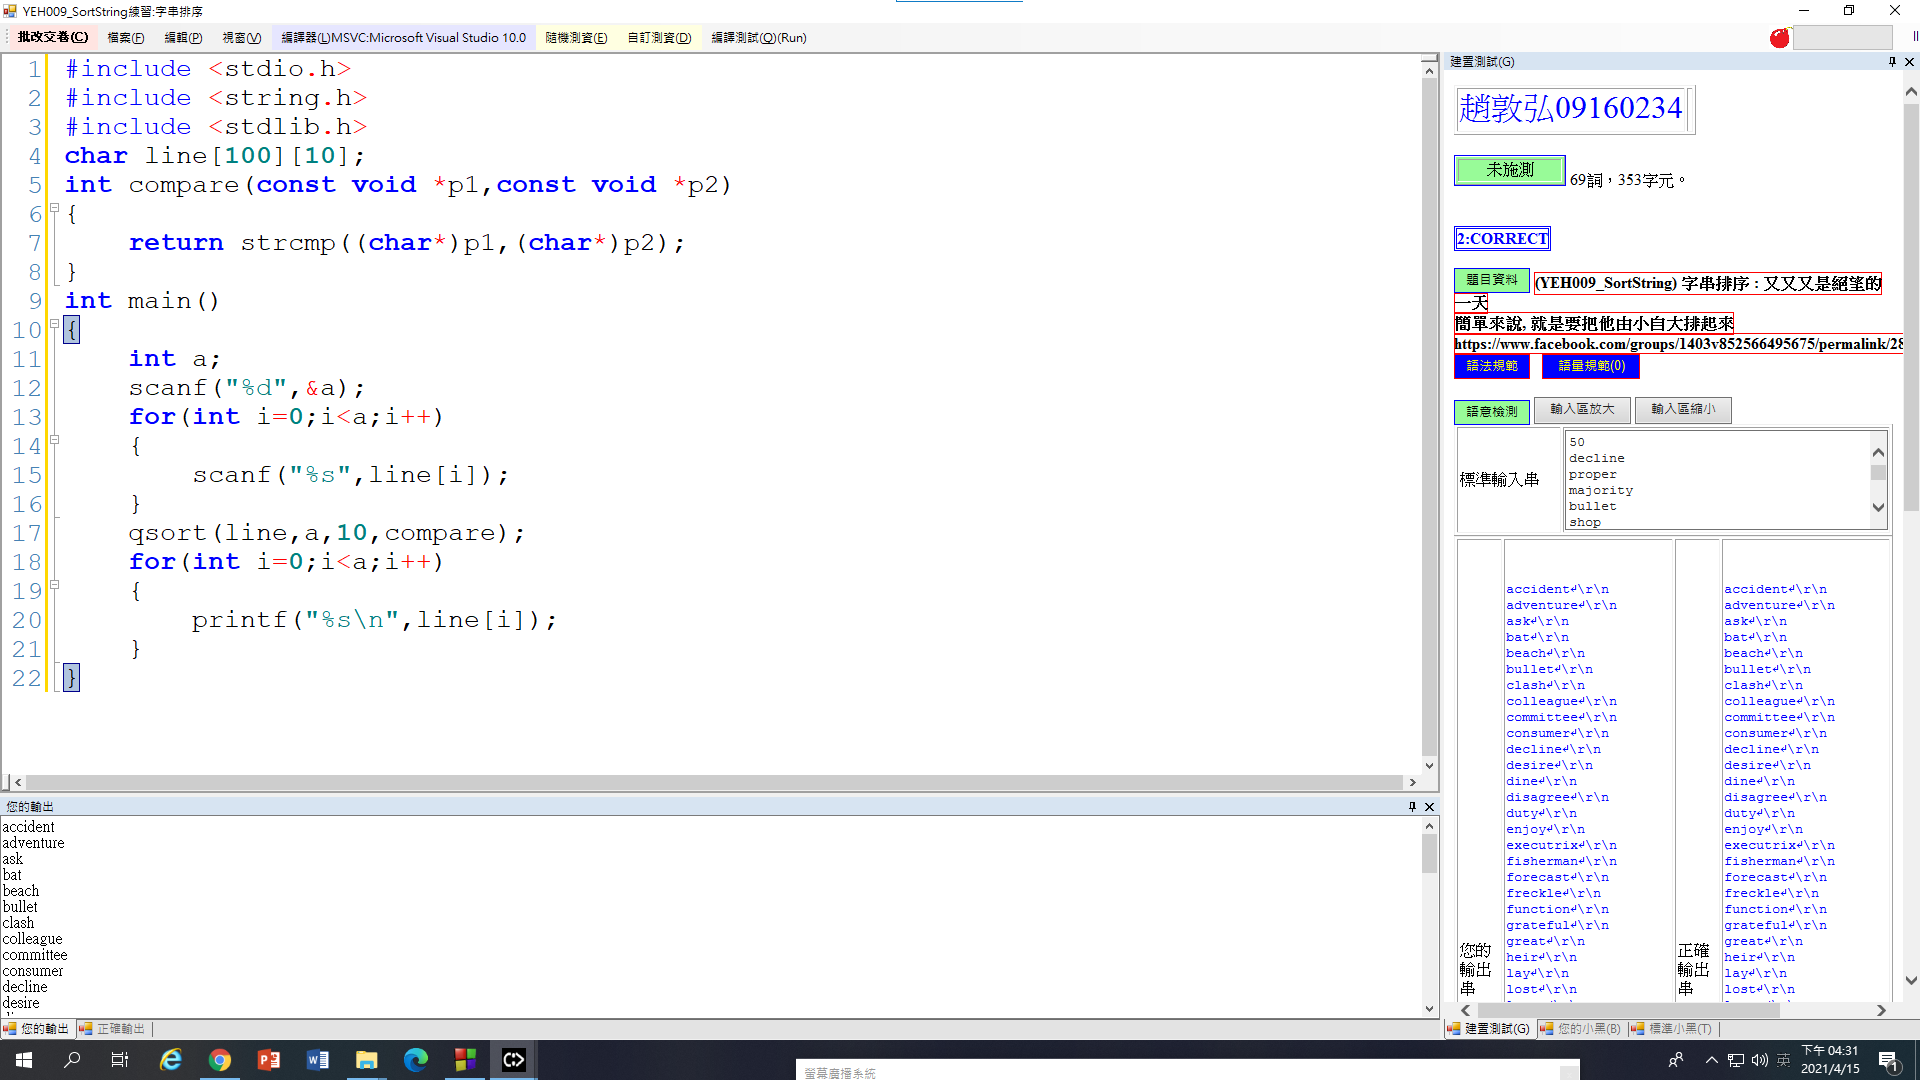 YEH009_SortString練習:字串排序
批改交卷(C) 檔案(F) 編輯(P) 視窗(V) 編譯器(L)MSVC:Microsoft Visual Studio 10.0 隨機測資(E) 自訂測資(D) 編譯測試(Q)(Run)
1 #include <stdio.h>
2 #include <string.h>
3 #include <stdlib.h>
4 char line[100][10];
5 int compare(const void *p1,const void *p2)
6 {
7 return strcmp((char*)p1,(char*)p2);
8 }
9 int main()
10 {
11 int a;
12 scanf("%d",&a);
13 for(int i=0;i<a;i++)
14 {
15 scanf("%s",line[i]);
16 }
17 qsort(line,a,10,compare);
18 for(int i=0;i<a;i++)
19 {
20 printf("%s\n",line[i]);
21 }
22 }
您的輸出
accident
adventure
ask
bat
beach
bullet
clash
colleague
committee
consumer
decline
desire
您的輸出 正確輸出
建置測試(G)
趙敦弘09160234
未施測 69詞，353字元。
2:CORRECT
題目資料 (YEH009_SortString) 字串排序 : 又又又是絕望的
一天
簡單來說, 就是要把他由小自大排起來
https://www.facebook.com/groups/1403v852566495675/permalink/28
語法規範 語量規範(0)
語意檢測 輸入區放大 輸入區縮小
標準輸入串
50
decline
proper
majority
bullet
shop
您的
輸出
串
accident↲\r\n
adventure↲\r\n
ask↲\r\n
bat↲\r\n
beach↲\r\n
bullet↲\r\n
clash↲\r\n
colleague↲\r\n
committee↲\r\n
consumer↲\r\n
decline↲\r\n
desire↲\r\n
dine↲\r\n
disagree↲\r\n
duty↲\r\n
enjoy↲\r\n
executrix↲\r\n
fisherman↲\r\n
forecast↲\r\n
freckle↲\r\n
function↲\r\n
grateful↲\r\n
great↲\r\n
heir↲\r\n
lay↲\r\n
lost↲\r\n
正確
輸出
串
accident↲\r\n
adventure↲\r\n
ask↲\r\n
bat↲\r\n
beach↲\r\n
bullet↲\r\n
clash↲\r\n
colleague↲\r\n
committee↲\r\n
consumer↲\r\n
decline↲\r\n
desire↲\r\n
dine↲\r\n
disagree↲\r\n
duty↲\r\n
enjoy↲\r\n
executrix↲\r\n
fisherman↲\r\n
forecast↲\r\n
freckle↲\r\n
function↲\r\n
grateful↲\r\n
great↲\r\n
heir↲\r\n
lay↲\r\n
lost↲\r\n
建置測試(G) 您的小黑(B) 標準小黑(T)
螢幕廣播系統
英
下午 04:31
2021/4/15
1